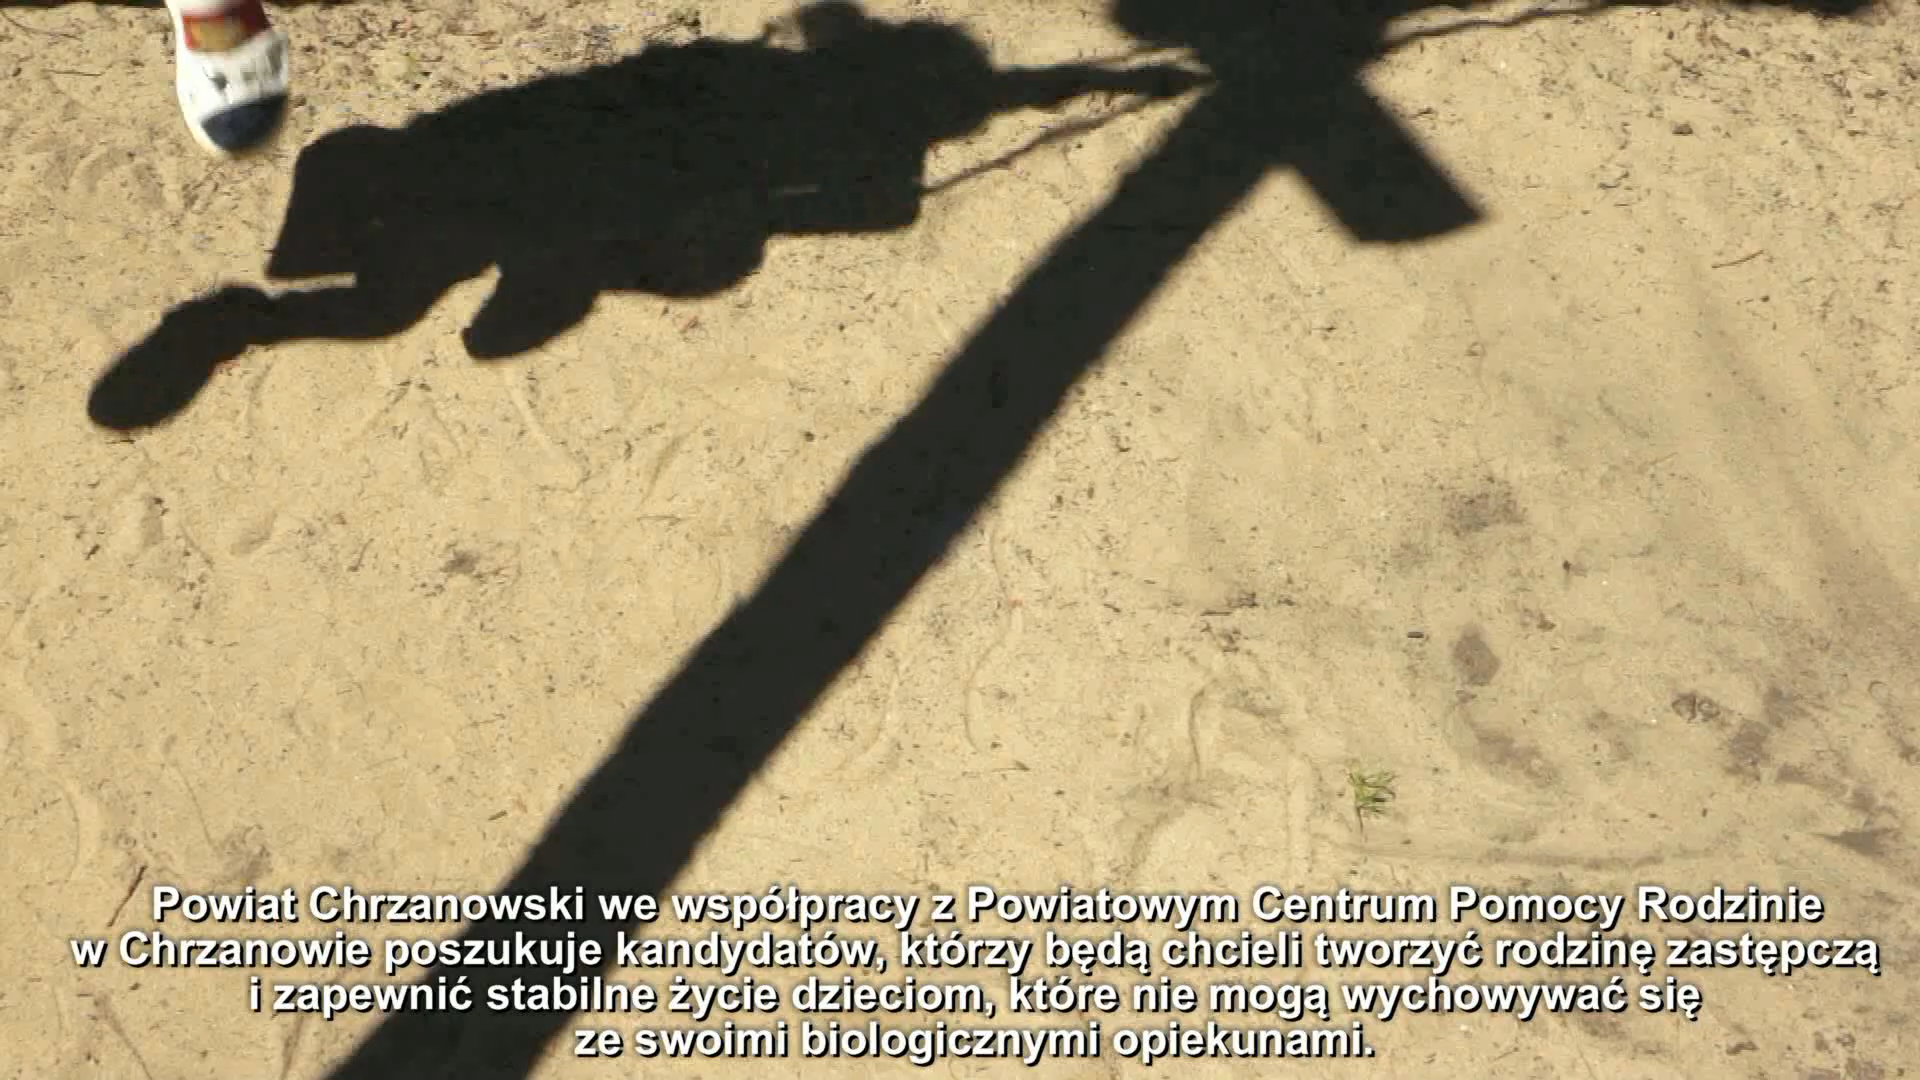 Powiat Chrzanowski we współpracy z Powiatowym Centrum Pomocy Rodzinie
w Chrzanowie poszukuje kandydatów, którzy będą chcieli tworzyć rodzinę zastępczą
i zapewnić stabilne życie dzieciom, które nie mogą wychowywać się
ze swoimi biologicznymi opiekunami.